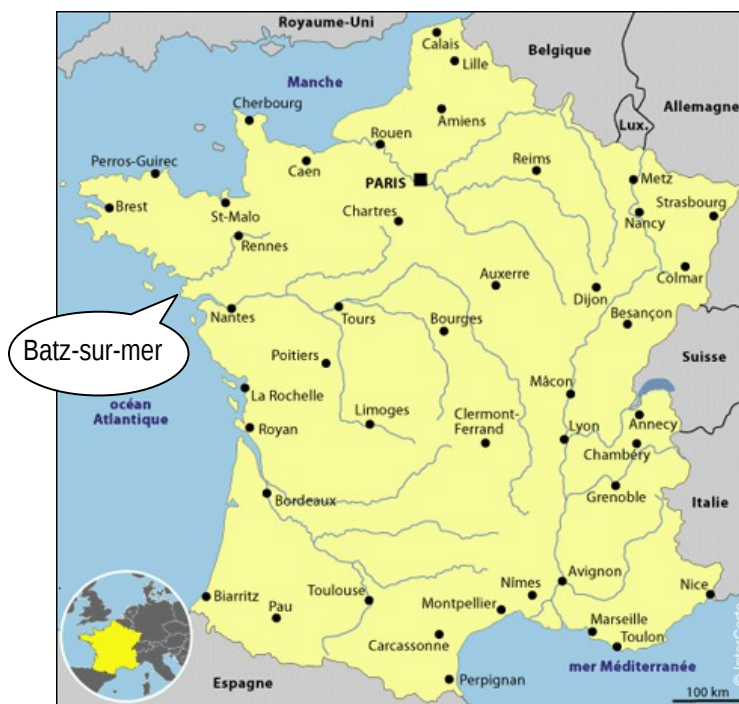 Royaume-Uni
Calais
Belgique
Lille
Manche
Cherbourg
Amiens
Allemagne
Lux.
Rouen
Perros-Guirec
Caen
Reims
PARIS
Metz
Brest
St-Malo
Chartres
Nancy
Strasbourg
Rennes
Auxerre
Colmar
Nantes
Tours
Bourges
Dijon
Besançon
Batz-sur-mer
Poitiers
Suisse
La Rochelle
Mâcon
océan
Atlantique
Royan
Limoges
Clermont-
Ferrand
Lyon
Annecy
Chambéry
Grenoble
Bordeaux
Italie
Avignon
Biarritz
Toulouse
Nîmes
Nice
Pau
Montpellier
Marseille
Carcassonne
Toulon
mer Méditerranée
Espagne
Perpignan
100 km
© InterCarto